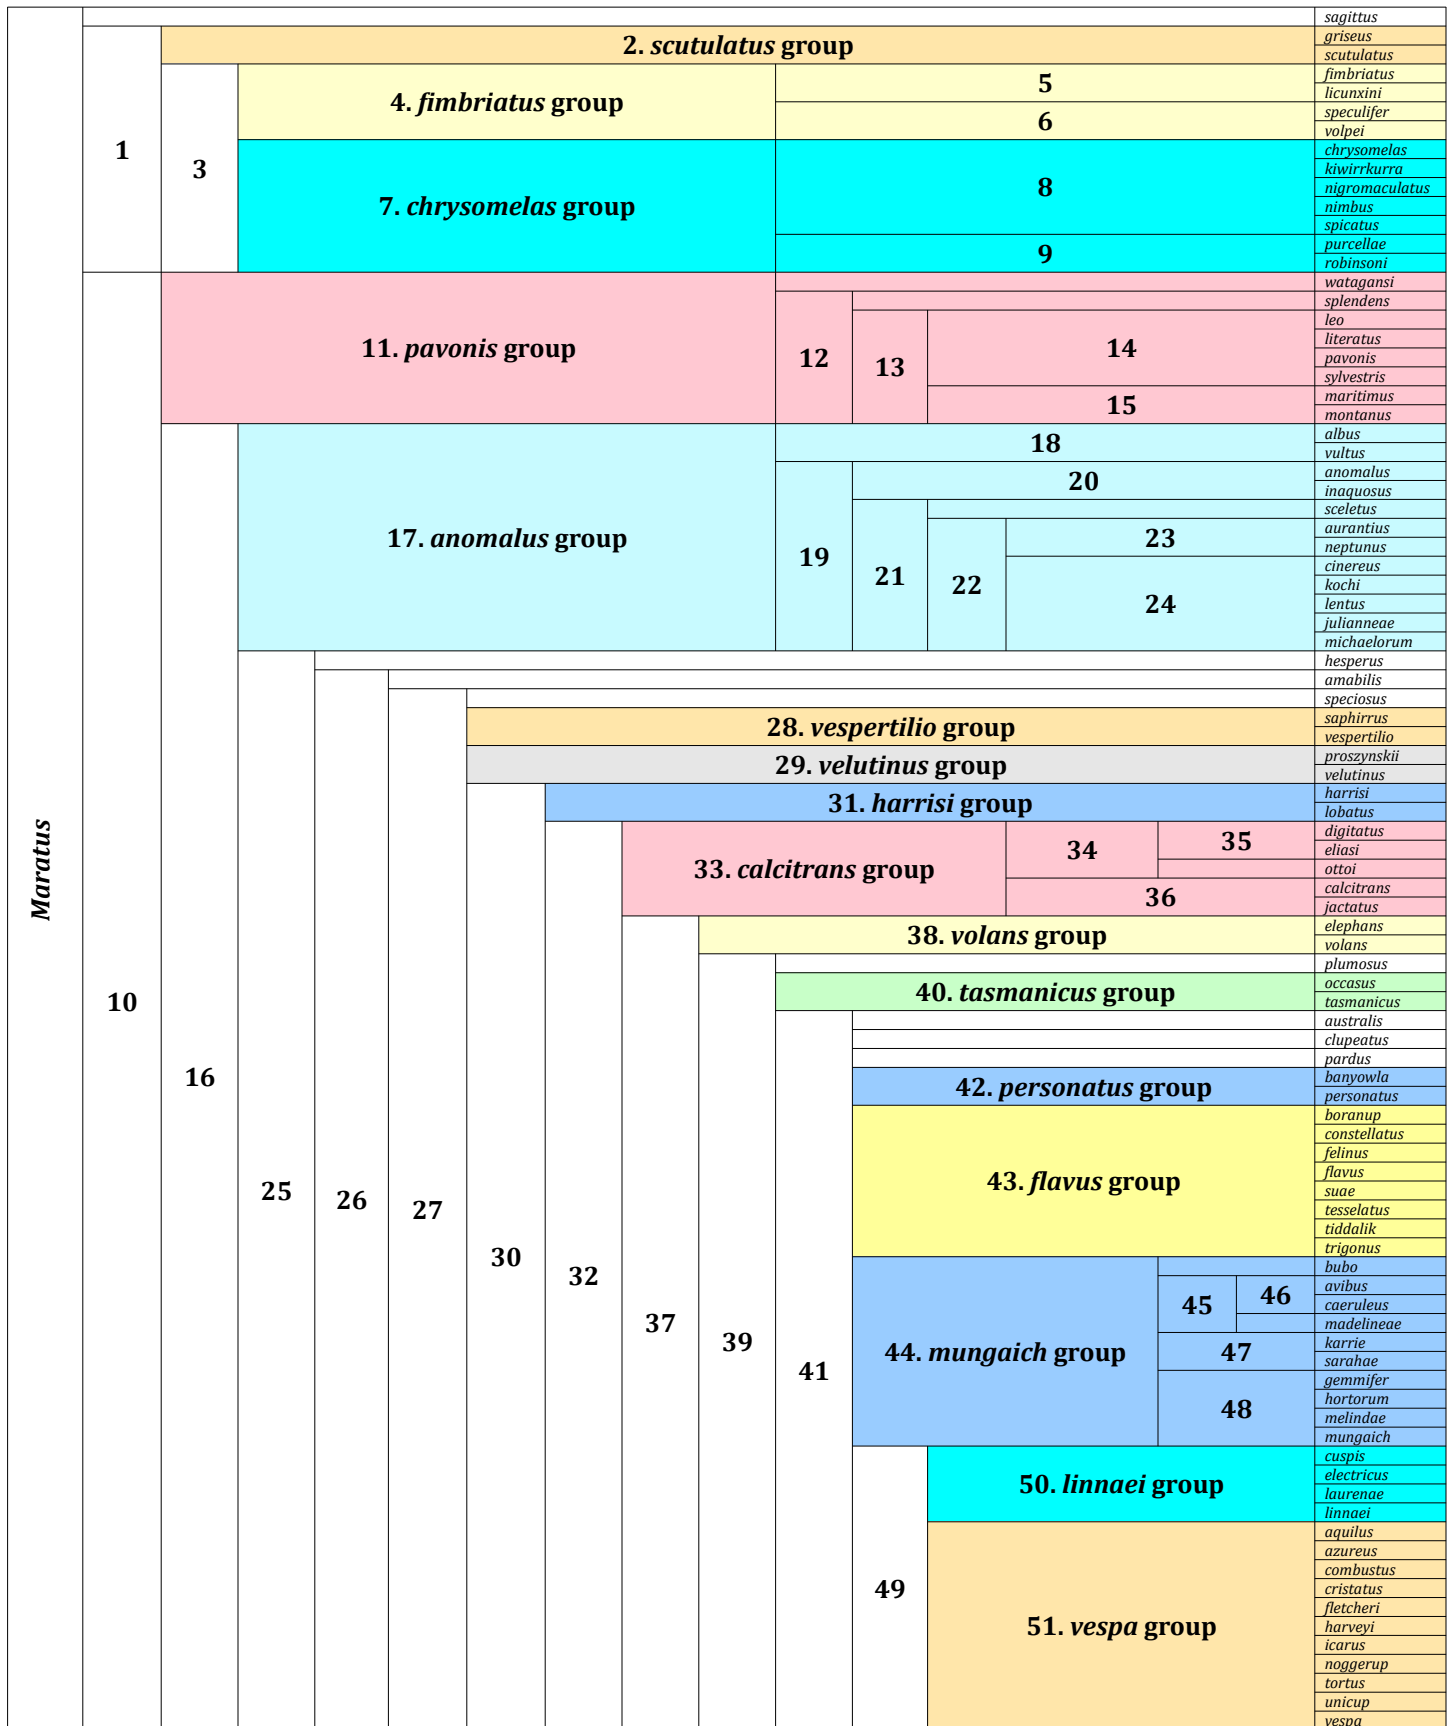 Maratus
1
2. scutulatus group
3
4. fimbriatus group
5
6
7. chrysomelas group
8
9
10
11. pavonis group
12
13
14
15
16
17. anomalus group
18
19
20
21
22
23
24
25
26
27
28. vespertilio group
29. velutinus group
30
31. harrisi group
32
33. calcitrans group
34
35
36
37
38. volans group
39
40. tasmanicus group
41
42. personatus group
43. flavus group
44. mungaich group
45
46
47
48
49
50. linnaei group
51. vespa group
sagittus
griseus
scutulatus
fimbriatus
licunxini
speculifer
volpei
chrysomelas
kiwirrkurra
nigromaculatus
nimbus
spicatus
purcellae
robinsoni
watagansi
splendens
leo
literatus
pavonis
sylvestris
maritimus
montanus
albus
vultus
anomalus
inaquosus
sceletus
aurantius
neptunus
cinereus
kochi
lentus
julianneae
michaelorum
hesperus
amabilis
speciosus
saphirrus
vespertilio
proszynskii
velutinus
harrisi
lobatus
digitatus
eliasi
ottoi
calcitrans
jactatus
elephans
volans
plumosus
occasus
tasmanicus
australis
clupeatus
pardus
banyowla
personatus
boranup
constellatus
felinus
flavus
suae
tesselatus
tiddalik
trigonus
bubo
avibus
caeruleus
madelineae
karrie
sarahae
gemmifer
hortorum
melindae
mungaich
cuspis
electricus
laurenae
linnaei
aquilus
azureus
combustus
cristatus
fletcheri
harveyi
icarus
noggerup
tortus
unicup
vespa